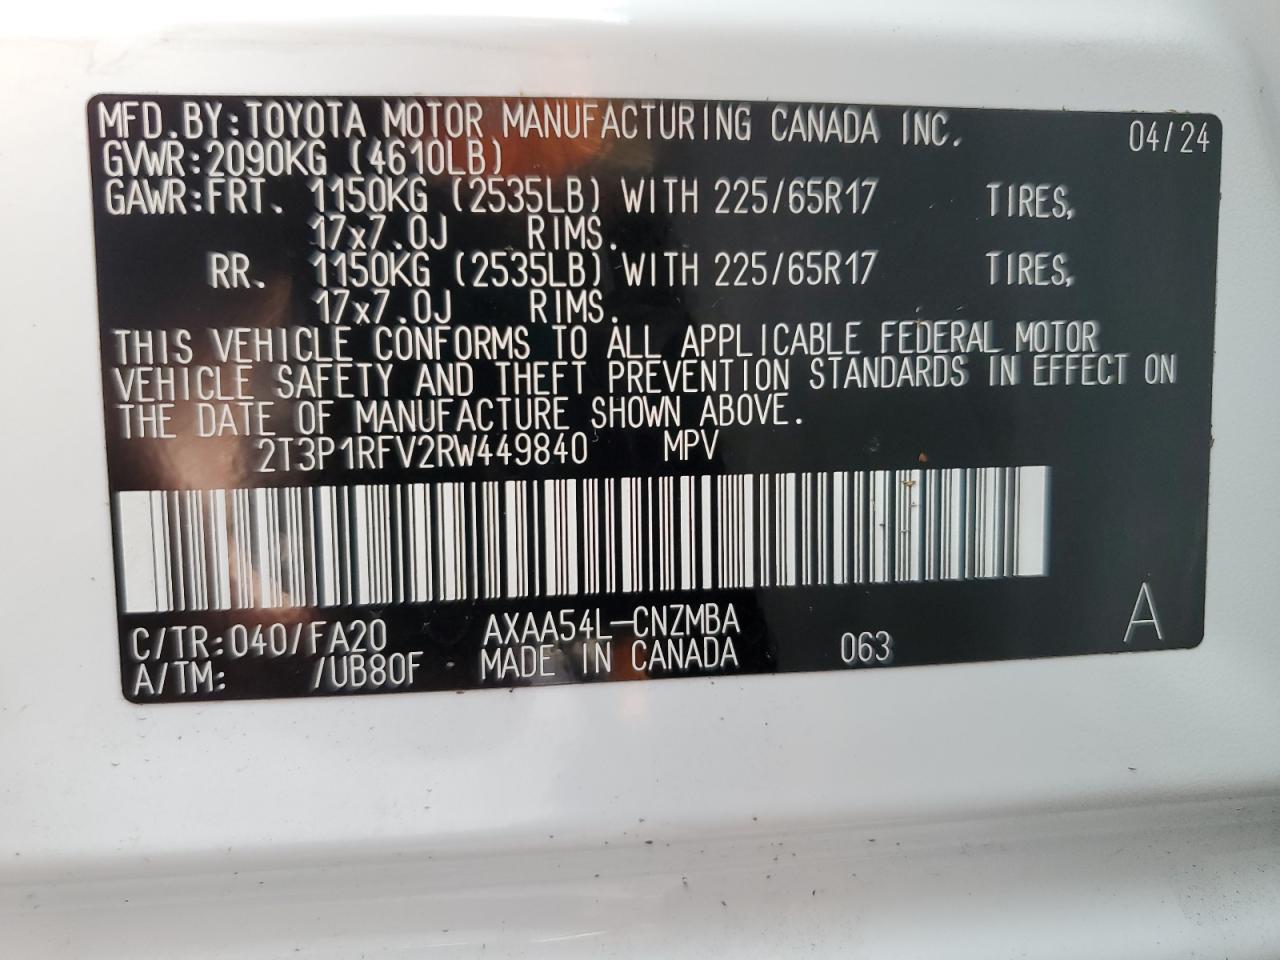 MFD.BY:TOYOTA MOTOR MANUFACTURING CANADA INC. 04/24
GVWR:2090KG (4610LB)
GAWR:FRT. 1150KG (2535LB) WITH 225/65R17 TIRES,
17x7.0J RIMS.
RR. 1150KG (2535LB) WITH 225/65R17 TIRES,
17x7.0J RIMS.
THIS VEHICLE CONFORMS TO ALL APPLICABLE FEDERAL MOTOR
VEHICLE SAFETY AND THEFT PREVENTION STANDARDS IN EFFECT ON
THE DATE OF MANUFACTURE SHOWN ABOVE.
2T3P1RFV2RW449840 MPV
C/TR:040/FA20 AXAA54L-CNZMBA 063 A
A/TM: /UB80F MADE IN CANADA